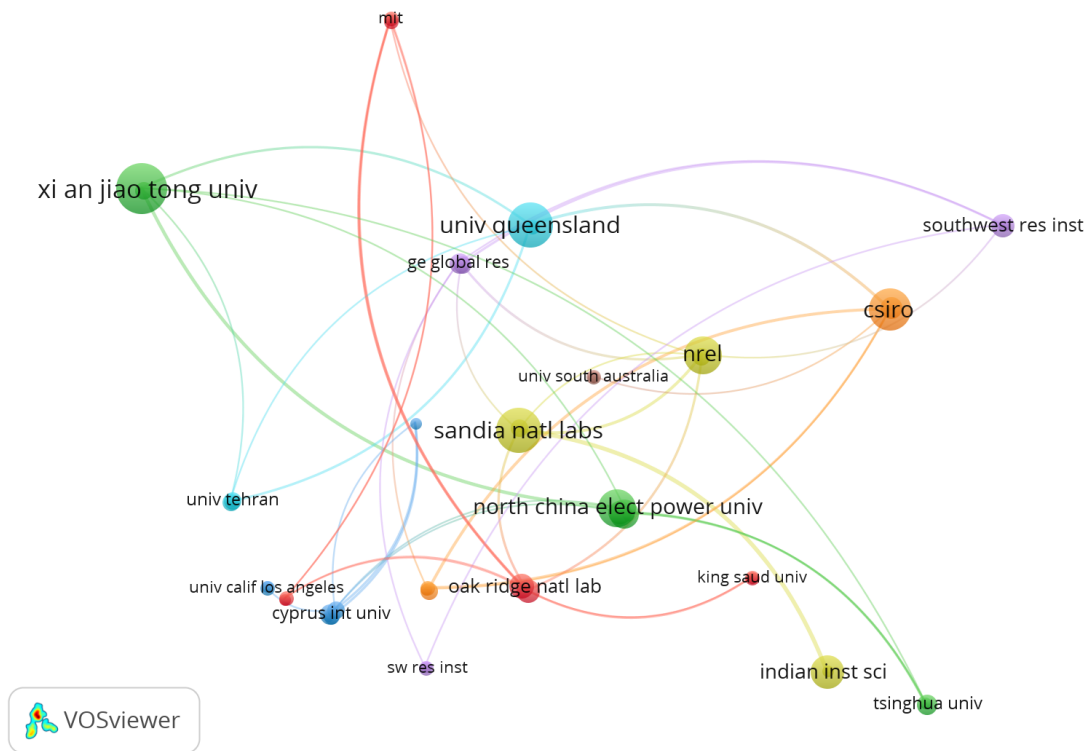 mit
xi an jiao tong univ
univ queensland
southwest res inst
ge global res
csiro
nrel
univ south australia
sandia natl labs
univ tehran
north china elect power univ
king saud univ
univ calif los angeles
oak ridge natl lab
cyprus int univ
sw res inst
indian inst sci
tsinghua univ
VOSviewer